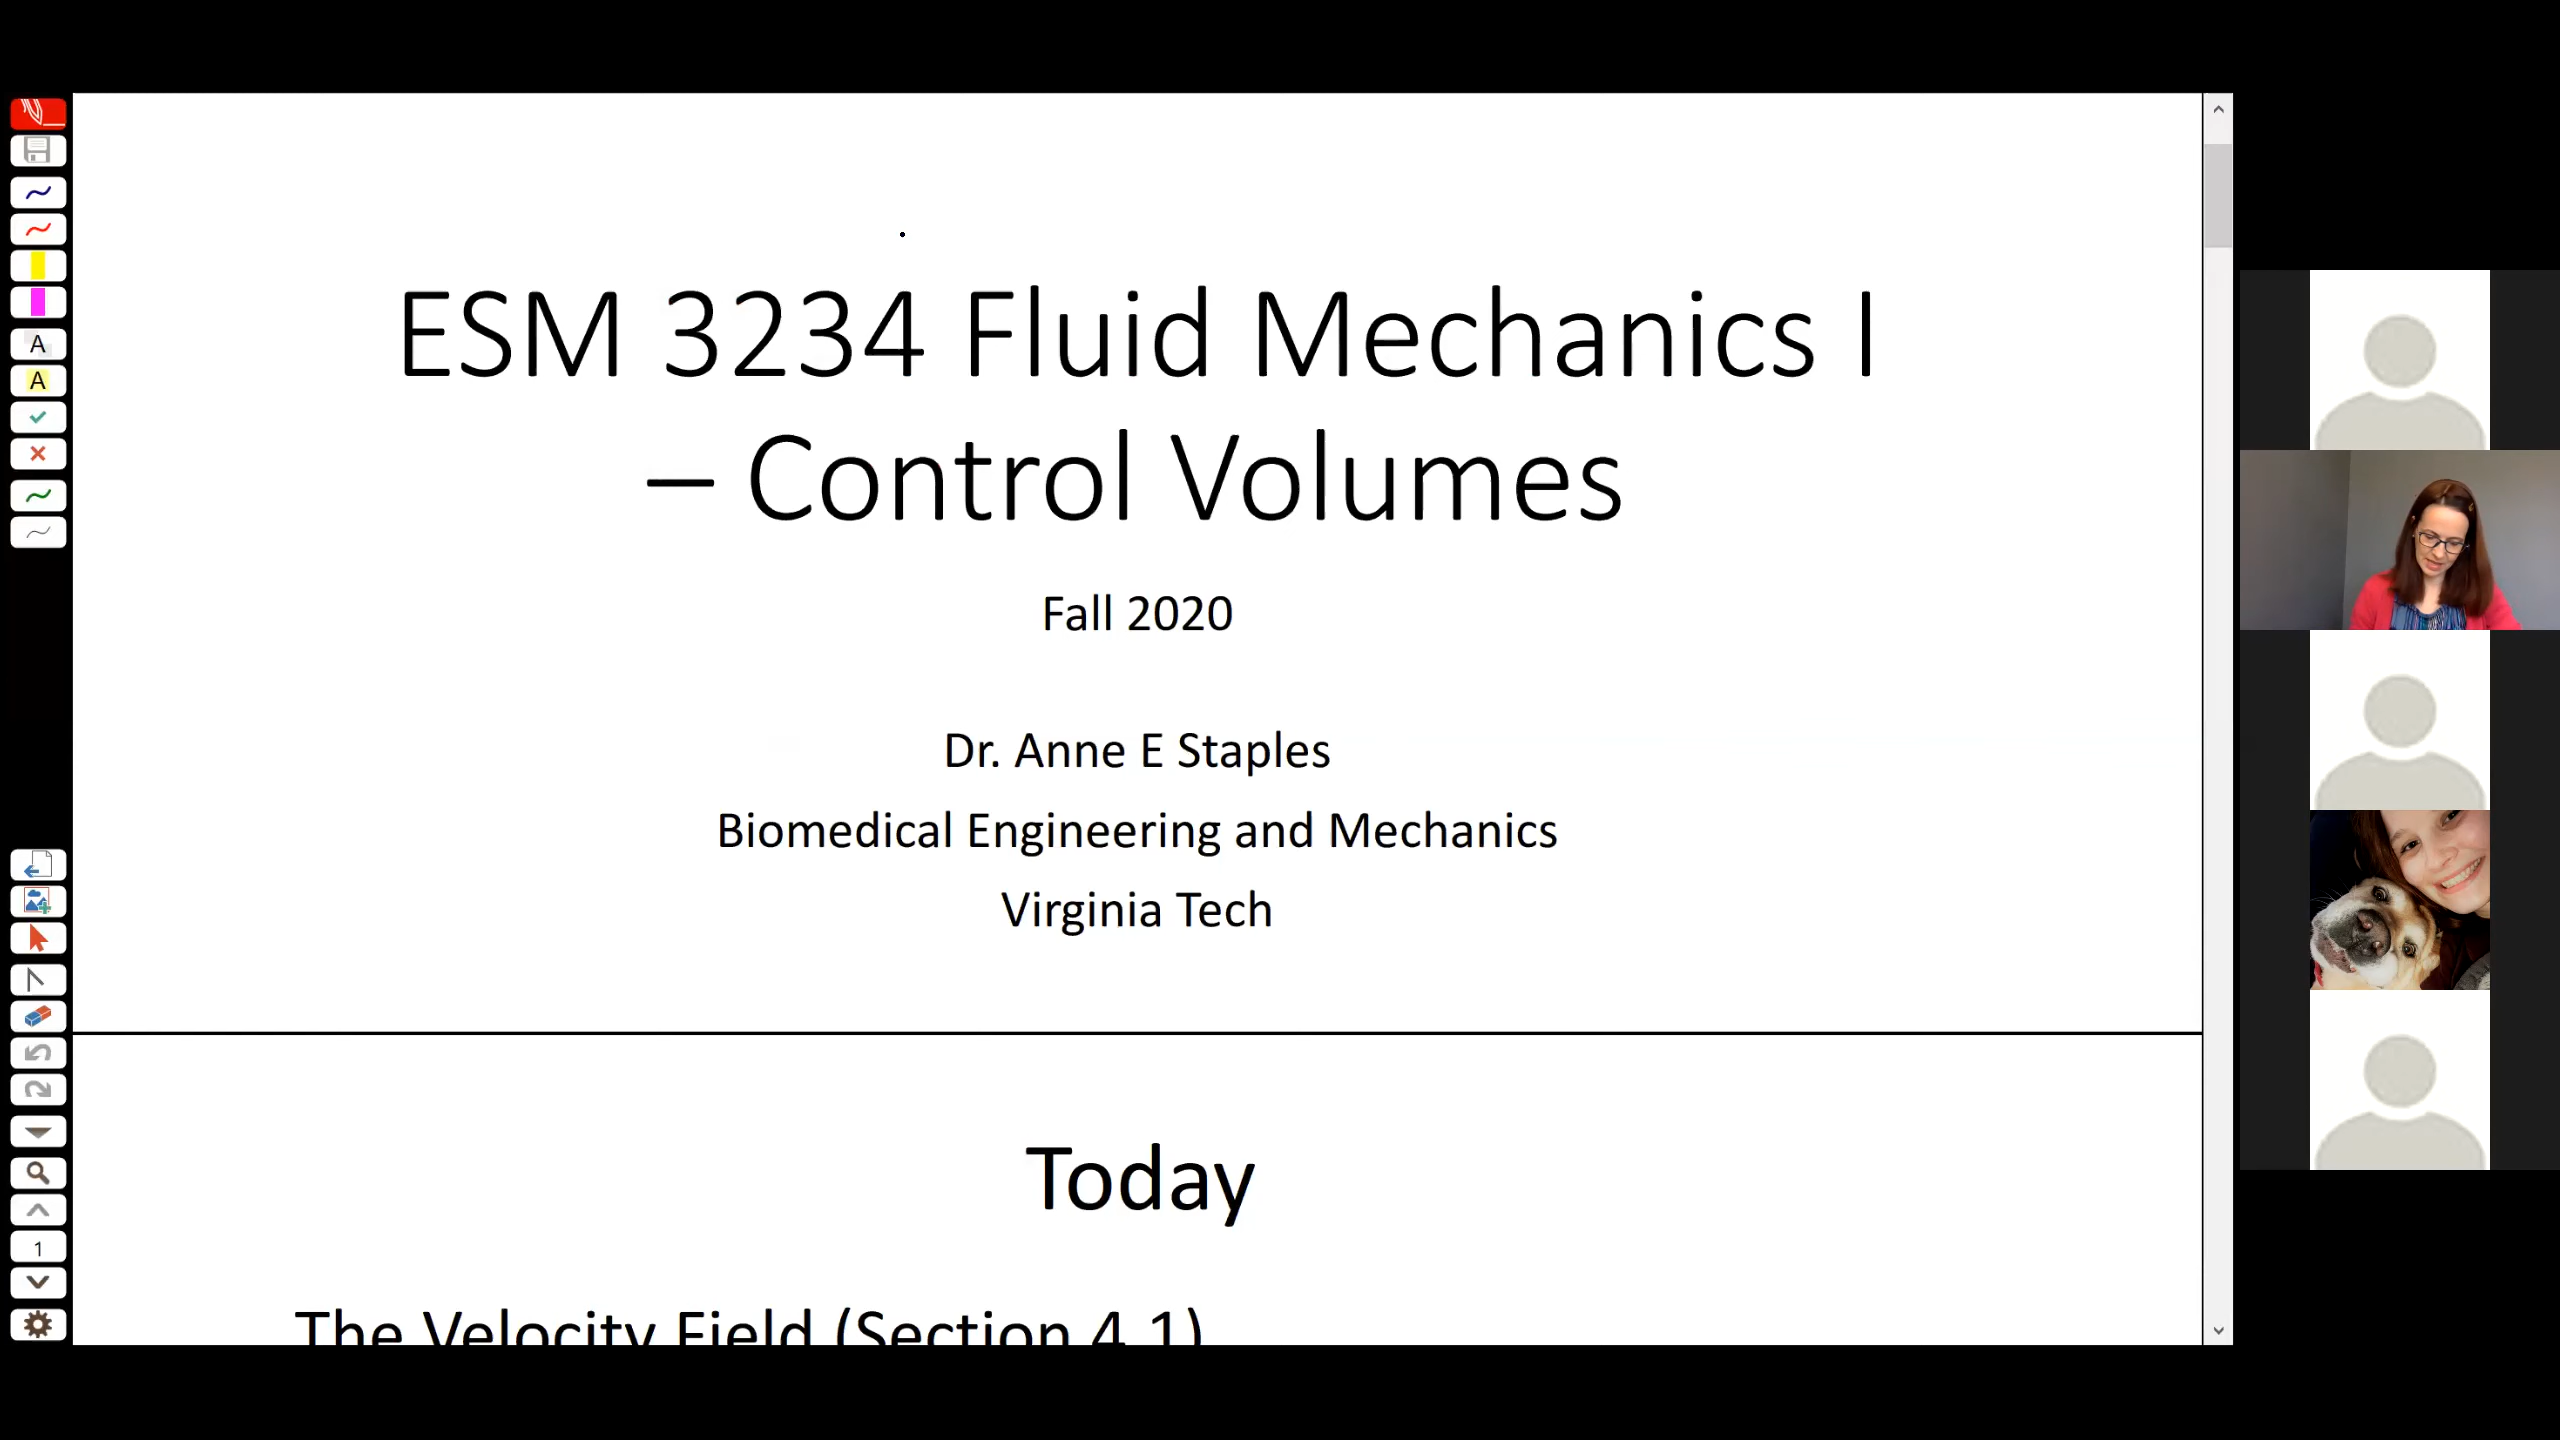 ESM 3234 Fluid Mechanics I
– Control Volumes
Fall 2020
Dr. Anne E Staples
Biomedical Engineering and Mechanics
Virginia Tech
Today
The Velocity Field (Section 4.1)
A
A
1